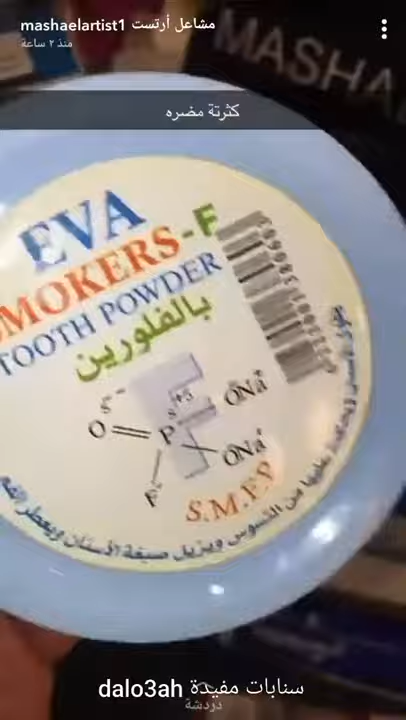 mashaelartist1 مشاعل أرتست
منذ ٢ ساعة
MASHA
كثرتة مضره
EVA
SMOKERS-F
TOOTH POWDER
بالفلورين
O
P
ONa
ONa
F
S.M.F.P
من التسوس ويزيل صبغة الأسنان ويعطر الفم
dalo3ah سنابات مفيدة
دردشة